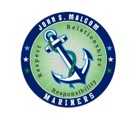 JOHN E. MALCOM
Respect
Relationships
Responsibility
MARINERS